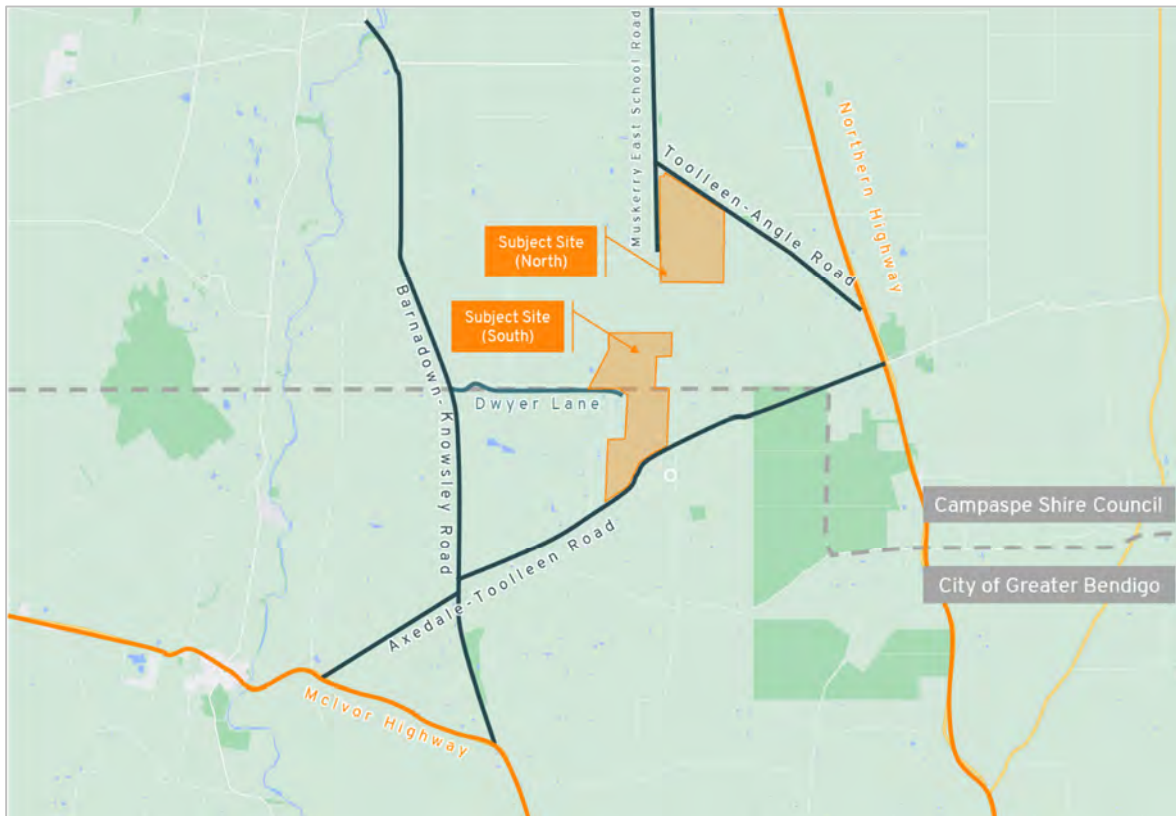 Muskerry East School Road
Toolleen-Angle Road
Northern Highway
Subject Site
(North)
Subject Site
(South)
Barnadown-Knowsley Road
Dwyer Lane
Axedale-Toolleen Road
McIvor Highway
Campaspe Shire Council
City of Greater Bendigo